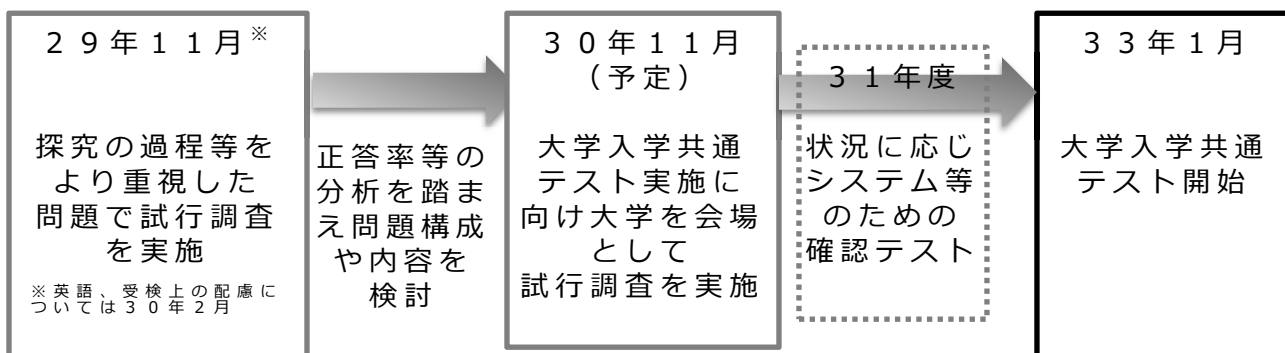 29年11月※
探究の過程等を
より重視した
問題で試行調査
を実施
※英語、受検上の配慮に
ついては30年2月
正答率等の
分析を踏ま
え問題構成
や内容を
検討
30年11月
（予定）
大学入学共通
テスト実施に
向け大学を会場
として
試行調査を実施
31年度
状況に応じ
システム等
のための
確認テスト
33年1月
大学入学共通
テスト開始